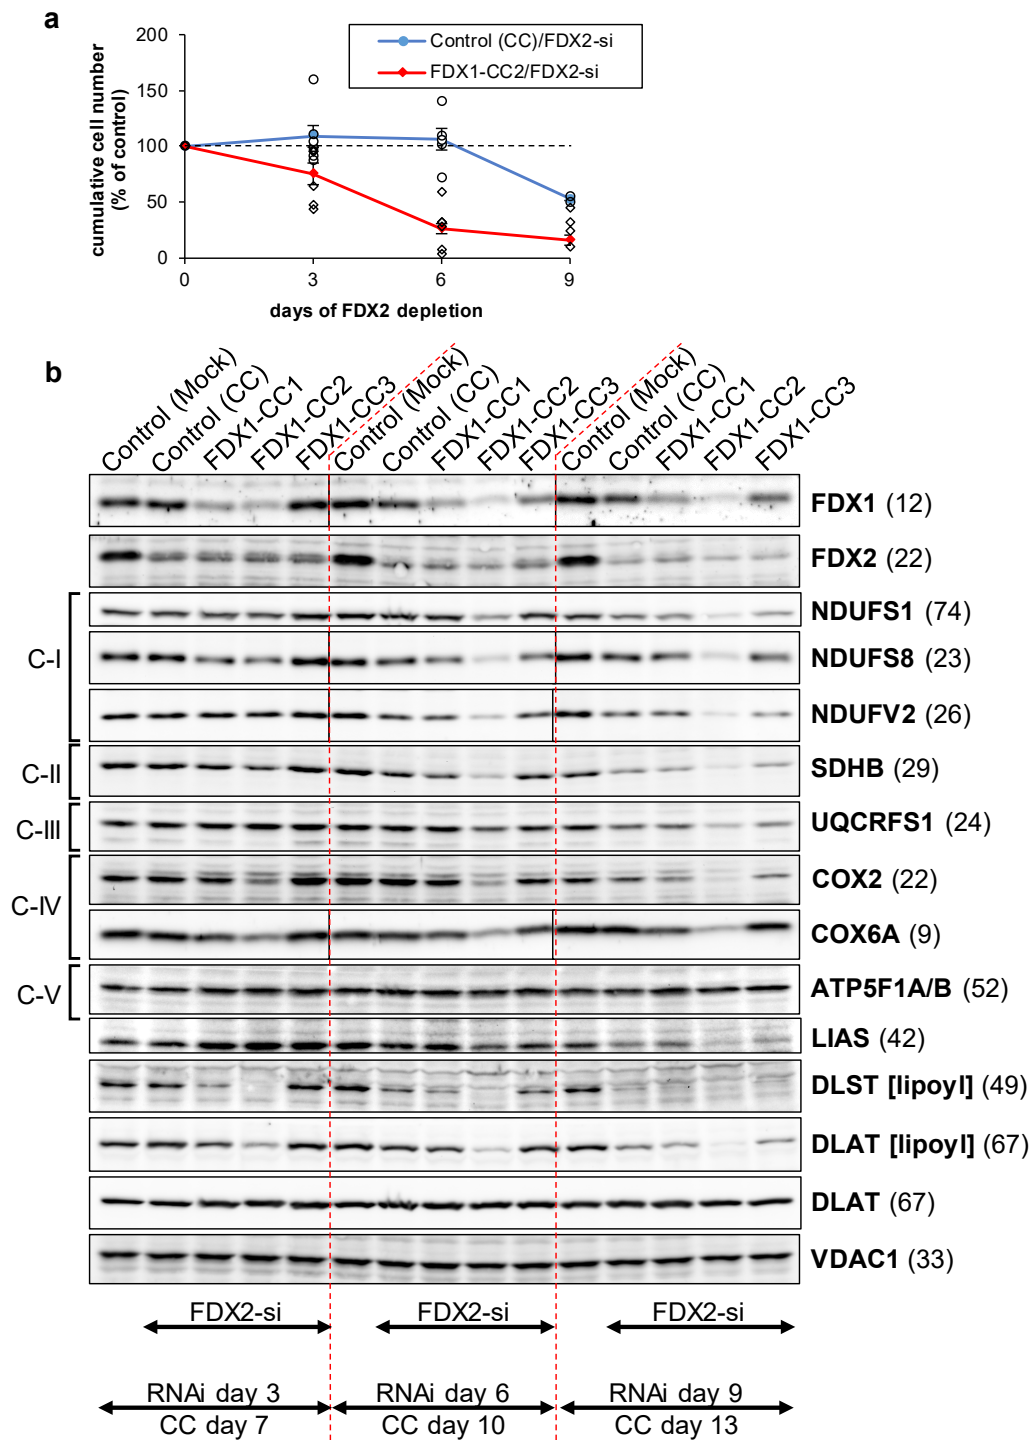 a
200
150
100
50
0
cumulative cell number
(% of control)
Control (CC)/FDX2-si
FDX1-CC2/FDX2-si
0 3 6 9
days of FDX2 depletion
b
Control (Mock) Control (CC) FDX1-CC1 FDX1-CC2 FDX1-CC3 Control (Mock) Control (CC) FDX1-CC1 FDX1-CC2 FDX1-CC3 Control (Mock) Control (CC) FDX1-CC1 FDX1-CC2 FDX1-CC3
FDX1 (12)
FDX2 (22)
NDUFS1 (74)
C-I NDUFS8 (23)
NDUFV2 (26)
C-II SDHB (29)
C-III UQCRFS1 (24)
COX2 (22)
C-IV
COX6A (9)
C-V ATP5F1A/B (52)
LIAS (42)
DLST [lipoyl] (49)
DLAT [lipoyl] (67)
DLAT (67)
VDAC1 (33)
FDX2-si FDX2-si FDX2-si
RNAi day 3 RNAi day 6 RNAi day 9
CC day 7 CC day 10 CC day 13